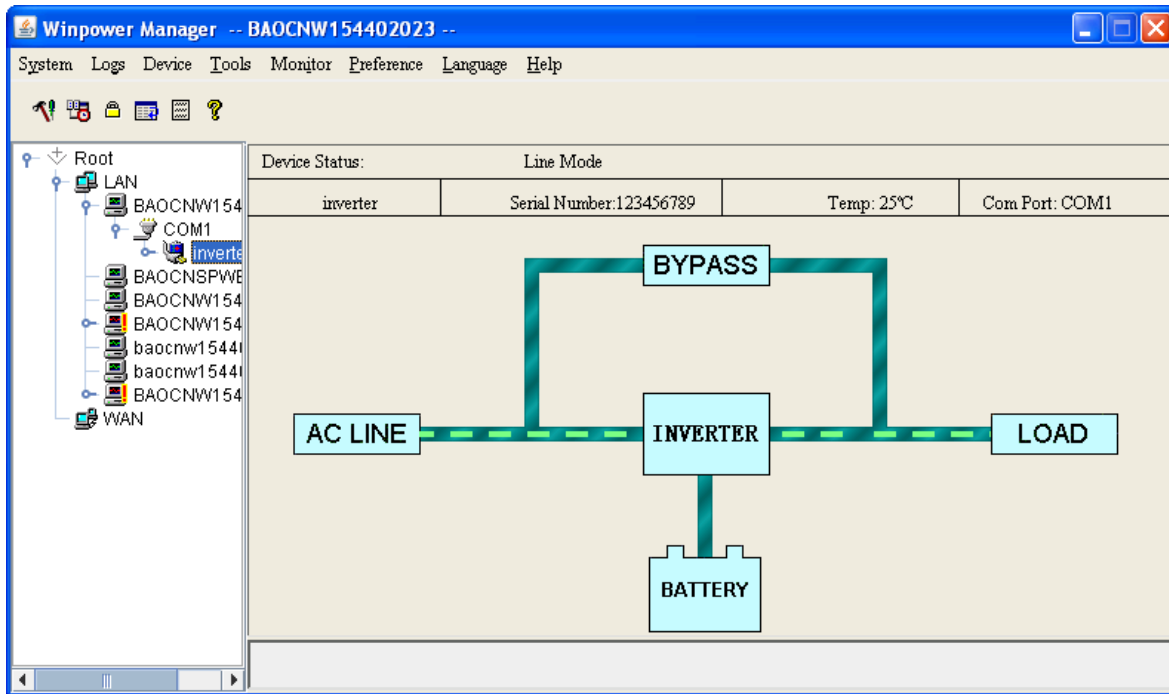 Winpower Manager -- BAOCNW154402023 --
System Logs Device Tools Monitor Preference Language Help
Root
LAN
BAOCNW154
COM1
inverte
BAOCNSPWE
BAOCNW154
BAOCNW154
baocnw1544
baocnw1544
BAOCNW154
WAN
Device Status: Line Mode
inverter Serial Number:123456789 Temp: 25℃ Com Port: COM1
BYPASS
AC LINE INVERTER LOAD
BATTERY